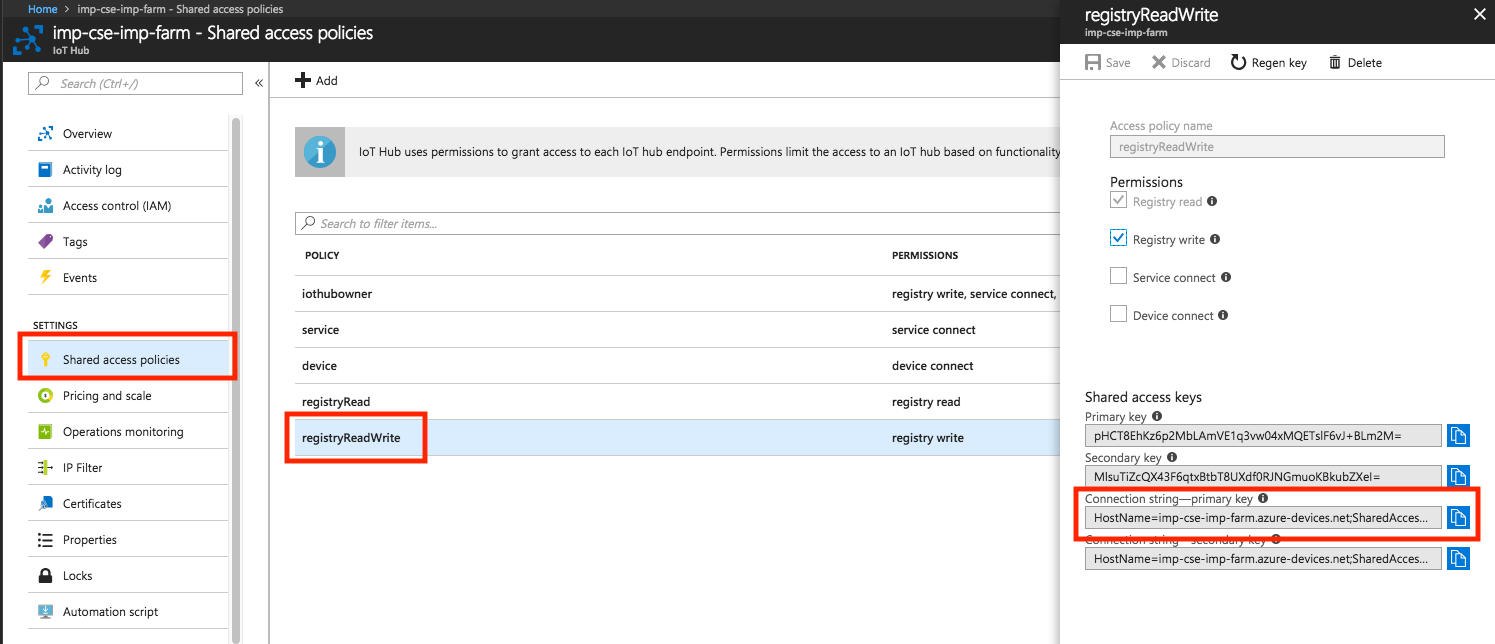 Home > imp-cse-imp-farm - Shared access policies
imp-cse-imp-farm - Shared access policies
IoT Hub
Search (Ctrl+/)
«
Overview
Activity log
Access control (IAM)
Tags
Events
SETTINGS
Shared access policies
Pricing and scale
Operations monitoring
IP Filter
Certificates
Properties
Locks
Automation script
Add
IoT Hub uses permissions to grant access to each IoT hub endpoint. Permissions limit the access to an IoT hub based on functionality
Search to filter items...
POLICY PERMISSIONS
iothubowner registry write, service connect,
service service connect
device device connect
registryRead registry read
registryReadWrite registry write
registryReadWrite
imp-cse-imp-farm
Save Discard Regen key Delete
Access policy name
registryReadWrite
Permissions
Registry read
Registry write
Service connect
Device connect
Shared access keys
Primary key
pHCT8EhKz6p2MbLAmVE1q3vw04xMQETslF6vJ+BLm2M=
Secondary key
MlsuTiZcQX43F6qtxBtbT8UXdf0RJNGmuoKBkubZXeI=
Connection string—primary key
HostName=imp-cse-imp-farm.azure-devices.net;SharedAcces...
Connection string—secondary key
HostName=imp-cse-imp-farm.azure-devices.net;SharedAcces...